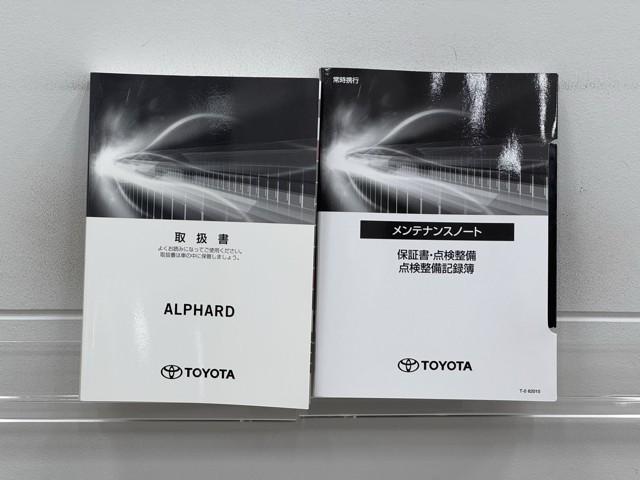 取扱書
よくお読みになってご使用ください。
取扱書は車の中に保管しましょう。
ALPHARD
TOYOTA
常時携行
メンテナンスノート
保証書・点検整備
点検整備記録簿
TOYOTA